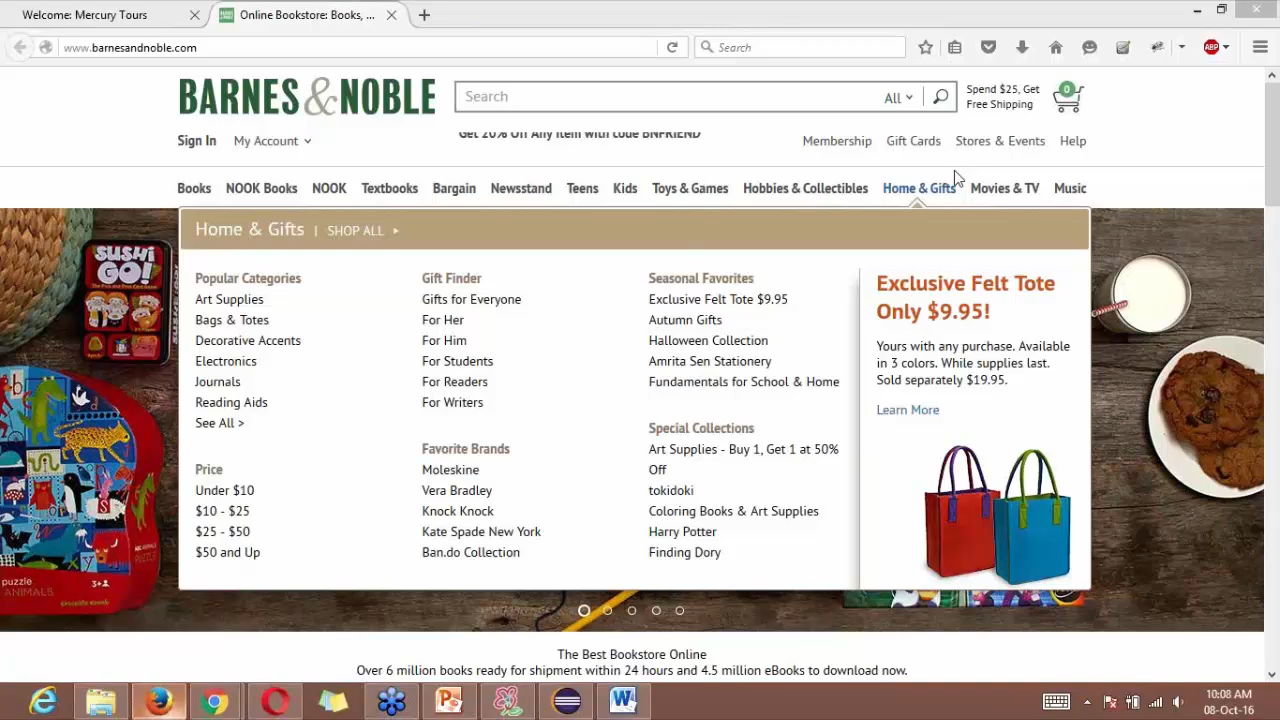 Welcome: Mercury Tours
Online Bookstore: Books, ...
www.barnesandnoble.com
Search
ABP
BARNES&NOBLE
Search
All
Spend $25, Get
Free Shipping
0
Sign In
My Account
Get 20% Off Any Item with code BNFRIEND
Membership
Gift Cards
Stores & Events
Help
Books
NOOK Books
NOOK
Textbooks
Bargain
Newsstand
Teens
Kids
Toys & Games
Hobbies & Collectibles
Home & Gifts
Movies & TV
Music
Home & Gifts | SHOP ALL
Popular Categories
Art Supplies
Bags & Totes
Decorative Accents
Electronics
Journals
Reading Aids
See All >
Price
Under $10
$10 - $25
$25 - $50
$50 and Up
Gift Finder
Gifts for Everyone
For Her
For Him
For Students
For Readers
For Writers
Favorite Brands
Moleskine
Vera Bradley
Knock Knock
Kate Spade New York
Ban.do Collection
Seasonal Favorites
Exclusive Felt Tote $9.95
Autumn Gifts
Halloween Collection
Amrita Sen Stationery
Fundamentals for School & Home
Special Collections
Art Supplies - Buy 1, Get 1 at 50%
Off
tokidoki
Coloring Books & Art Supplies
Harry Potter
Finding Dory
Exclusive Felt Tote
Only $9.95!
Yours with any purchase. Available
in 3 colors. While supplies last.
Sold separately $19.95.
Learn More
SUSHI
GO!
puzzle
ANIMALS
3+
The Best Bookstore Online
Over 6 million books ready for shipment within 24 hours and 4.5 million eBooks to download now.
10:08 AM
08-Oct-16